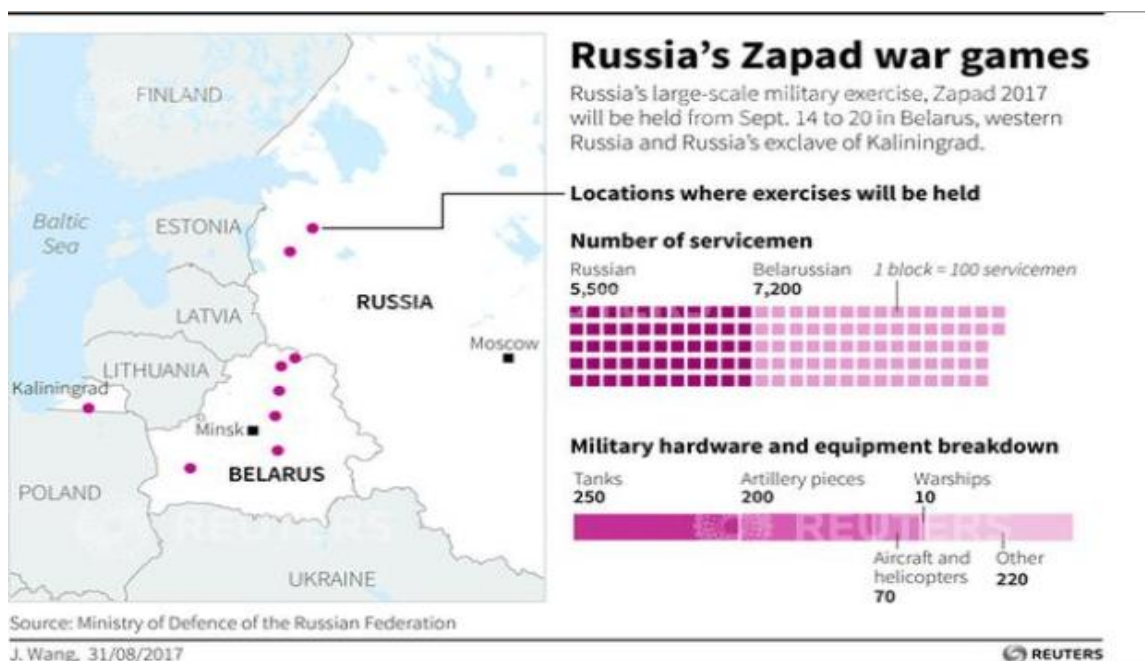 Russia's Zapad war games
Russia's large-scale military exercise, Zapad 2017
will be held from Sept. 14 to 20 in Belarus, western
Russia and Russia's exclave of Kaliningrad.
Locations where exercises will be held
FINLAND
Baltic
Sea
ESTONIA
RUSSIA
LATVIA
Moscow
LITHUANIA
Kaliningrad
Minsk
BELARUS
POLAND
UKRAINE
REUTERS
Number of servicemen
Russian
5,500
Belarussian
7,200
1 block = 100 servicemen
Military hardware and equipment breakdown
Tanks
250
Artillery pieces
200
Warships
10
REUTERS
Aircraft and
helicopters
70
Other
220
Source: Ministry of Defence of the Russian Federation
J. Wang, 31/08/2017
REUTERS